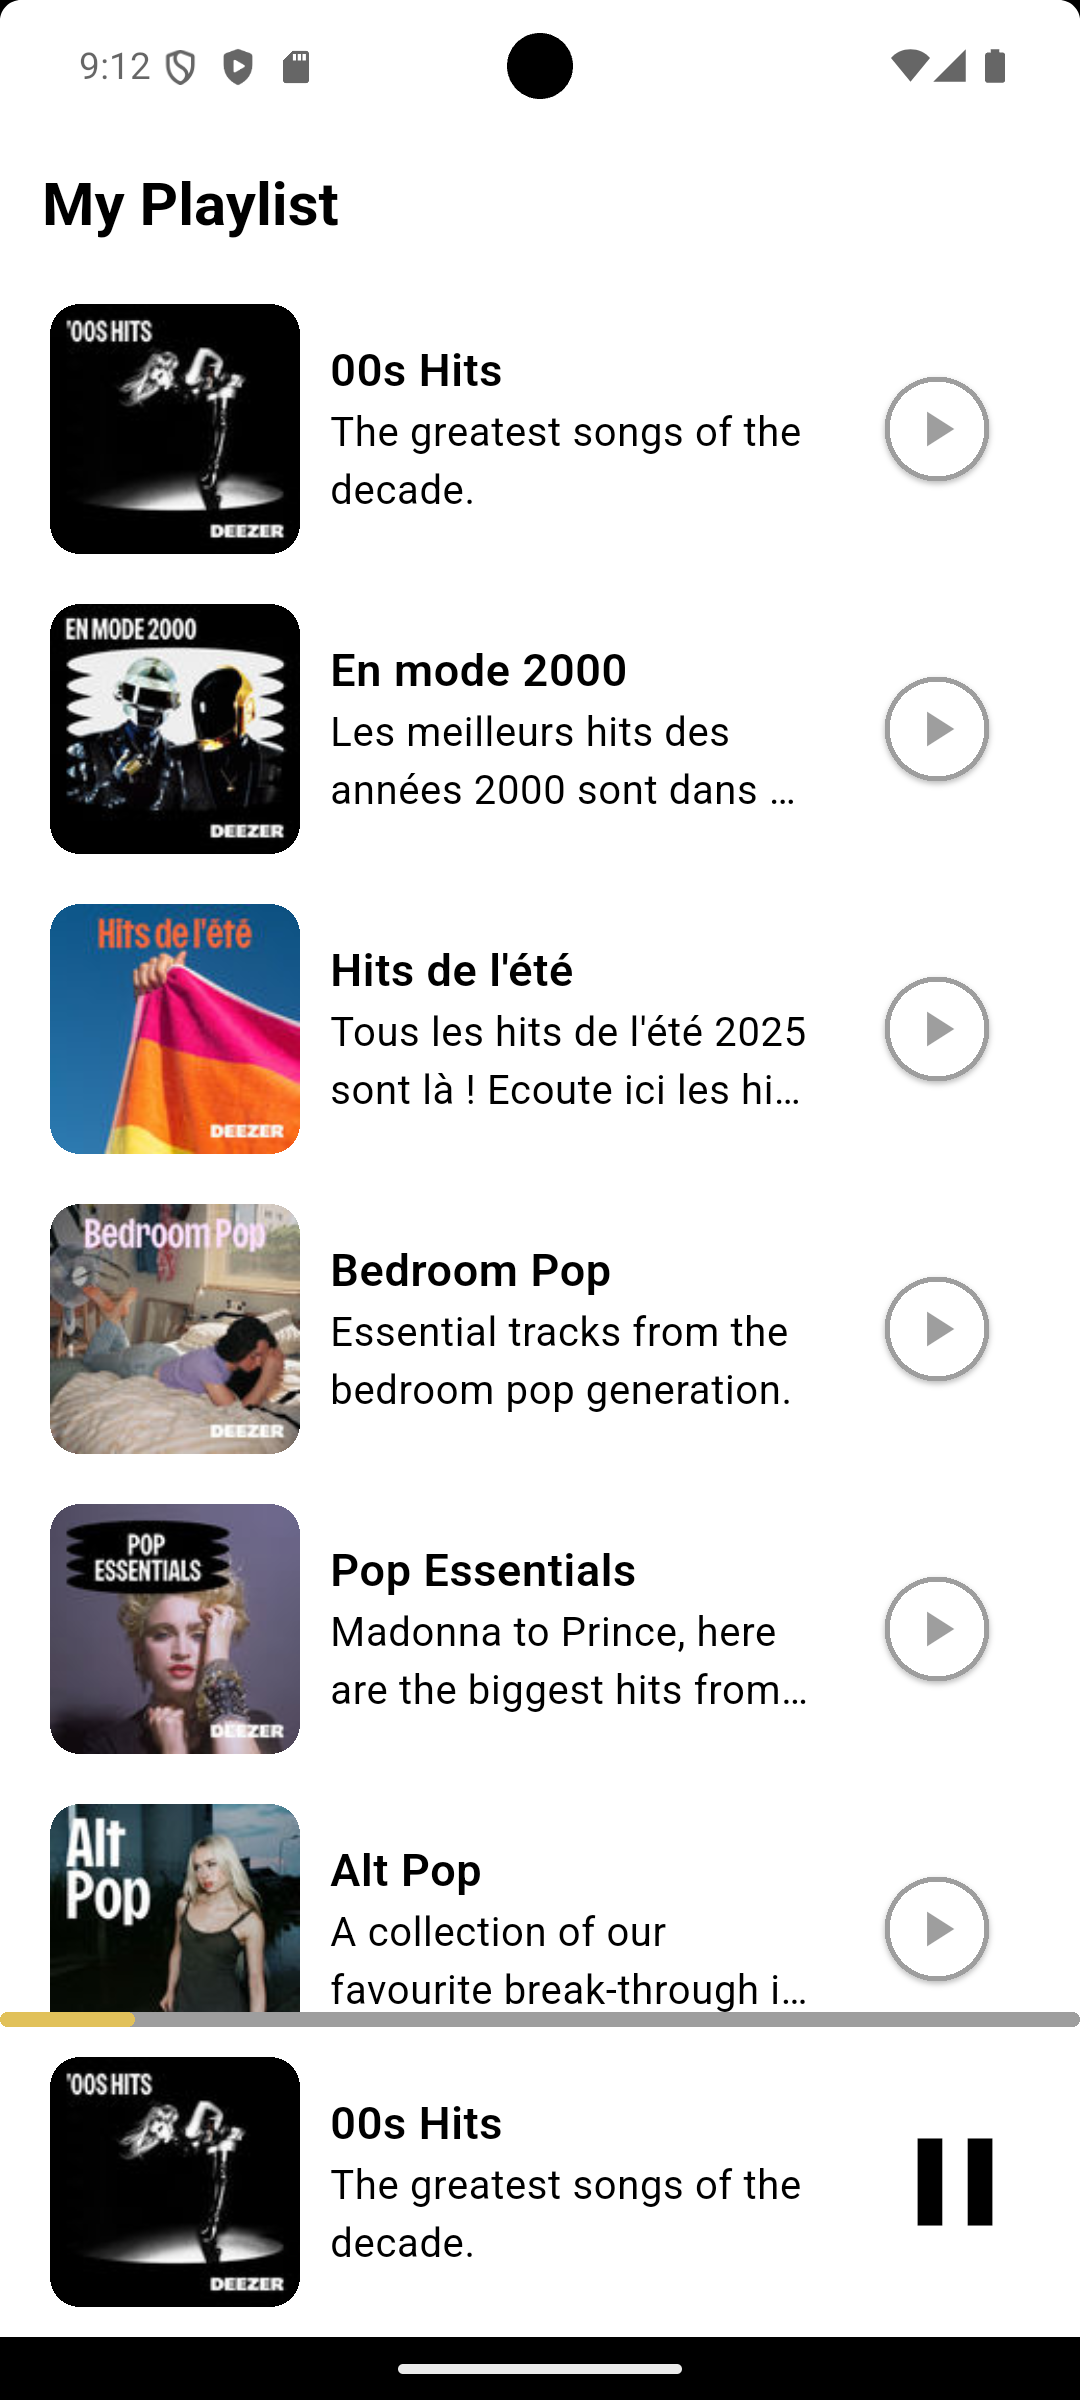 9:12
My Playlist
'00S HITS
DEEZER
00s Hits
The greatest songs of the
decade.
EN MODE 2000
DEEZER
En mode 2000
Les meilleurs hits des
années 2000 sont dans ...
Hits de l'été
DEEZER
Hits de l'été
Tous les hits de l'été 2025
sont là ! Ecoute ici les hi...
Bedroom Pop
DEEZER
Bedroom Pop
Essential tracks from the
bedroom pop generation.
POP
ESSENTIALS
DEEZER
Pop Essentials
Madonna to Prince, here
are the biggest hits from...
Alt
Pop
Alt Pop
A collection of our
favourite break-through i...
'00S HITS
DEEZER
00s Hits
The greatest songs of the
decade.